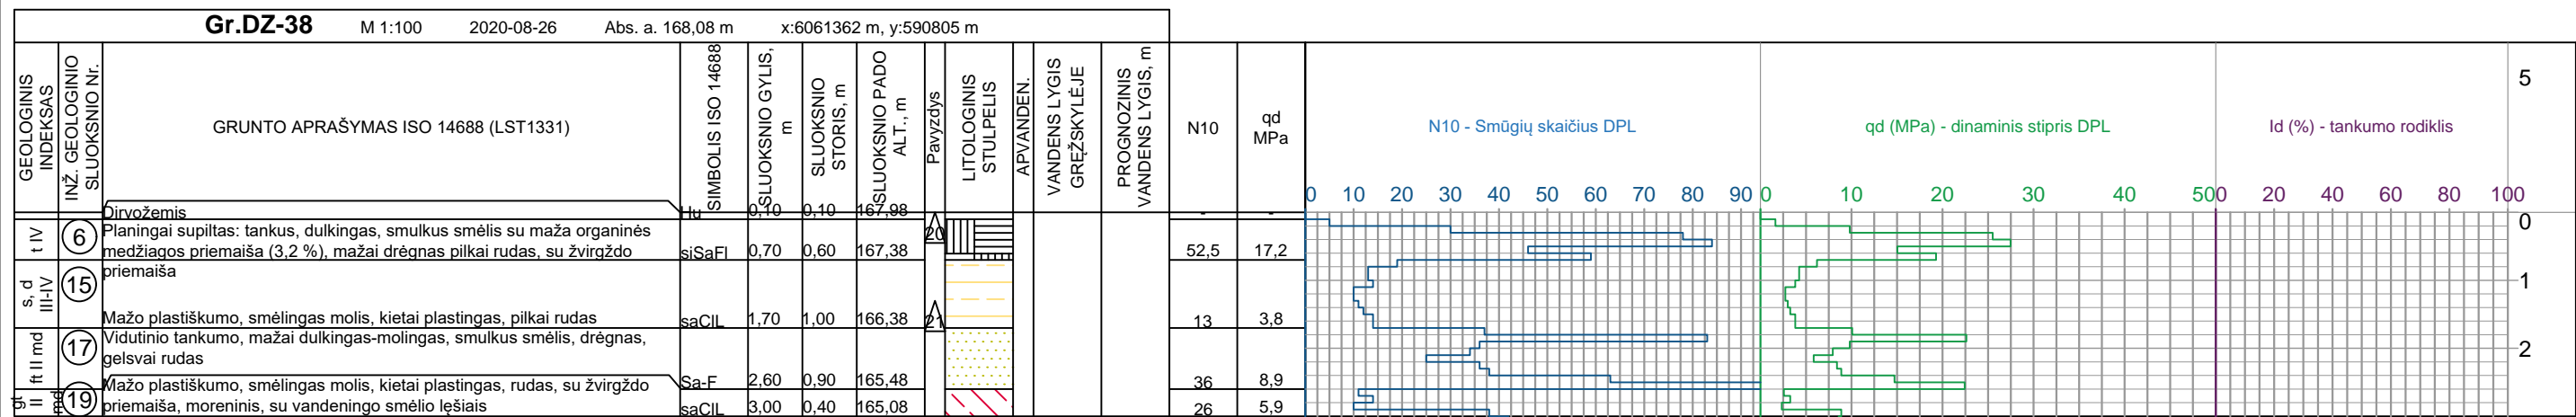 Gr.DZ-38 M 1:100 2020-08-26 Abs. a. 168,08 m x:6061362 m, y:590805 m
GEOLOGINIS
INDEKSAS
INŽ. GEOLOGINIO
SLUOKSNIO Nr.
GRUNTO APRAŠYMAS ISO 14688 (LST1331)
SIMBOLIS ISO 14688
SLUOKSNIO GYLIS,
m
SLUOKSNIO
STORIS, m
SLUOKSNIO PADO
ALT., m
Pavyzdys
LITOLOGINIS
STULPELIS
APVANDEN.
VANDENS LYGIS
GRĘŽSKYLĖJE
PROGNOZINIS
VANDENS LYGIS, m
N10
qd
MPa
N10 - Smūgių skaičius DPL
qd (MPa) - dinaminis stipris DPL
Id (%) - tankumo rodiklis
5
0 10 20 30 40 50 60 70 80 90
0 10 20 30 40 50
0 20 40 60 80 100
Dirvožemis Hu 0,10 0,10 167,98 - -
0
t IV
6
Planingai supiltas: tankus, dulkingas, smulkus smėlis su maža organinės
medžiagos priemaiša (3,2 %), mažai drėgnas pilkai rudas, su žvirgždo
priemaiša
siSaFl 0,70 0,60 167,38 20 52,5 17,2
s, d
III-IV
15
Mažo plastiškumo, smėlingas molis, kietai plastingas, pilkai rudas
saClL 1,70 1,00 166,38 21 13 3,8
1
ft II md
17
Vidutinio tankumo, mažai dulkingas-molingas, smulkus smėlis, drėgnas,
gelsvai rudas
Sa-F 2,60 0,90 165,48 36 8,9
2
gt
II
md
19
Mažo plastiškumo, smėlingas molis, kietai plastingas, rudas, su žvirgždo
priemaiša, moreninis, su vandeningo smėlio lęšiais
saClL 3,00 0,40 165,08 26 5,9